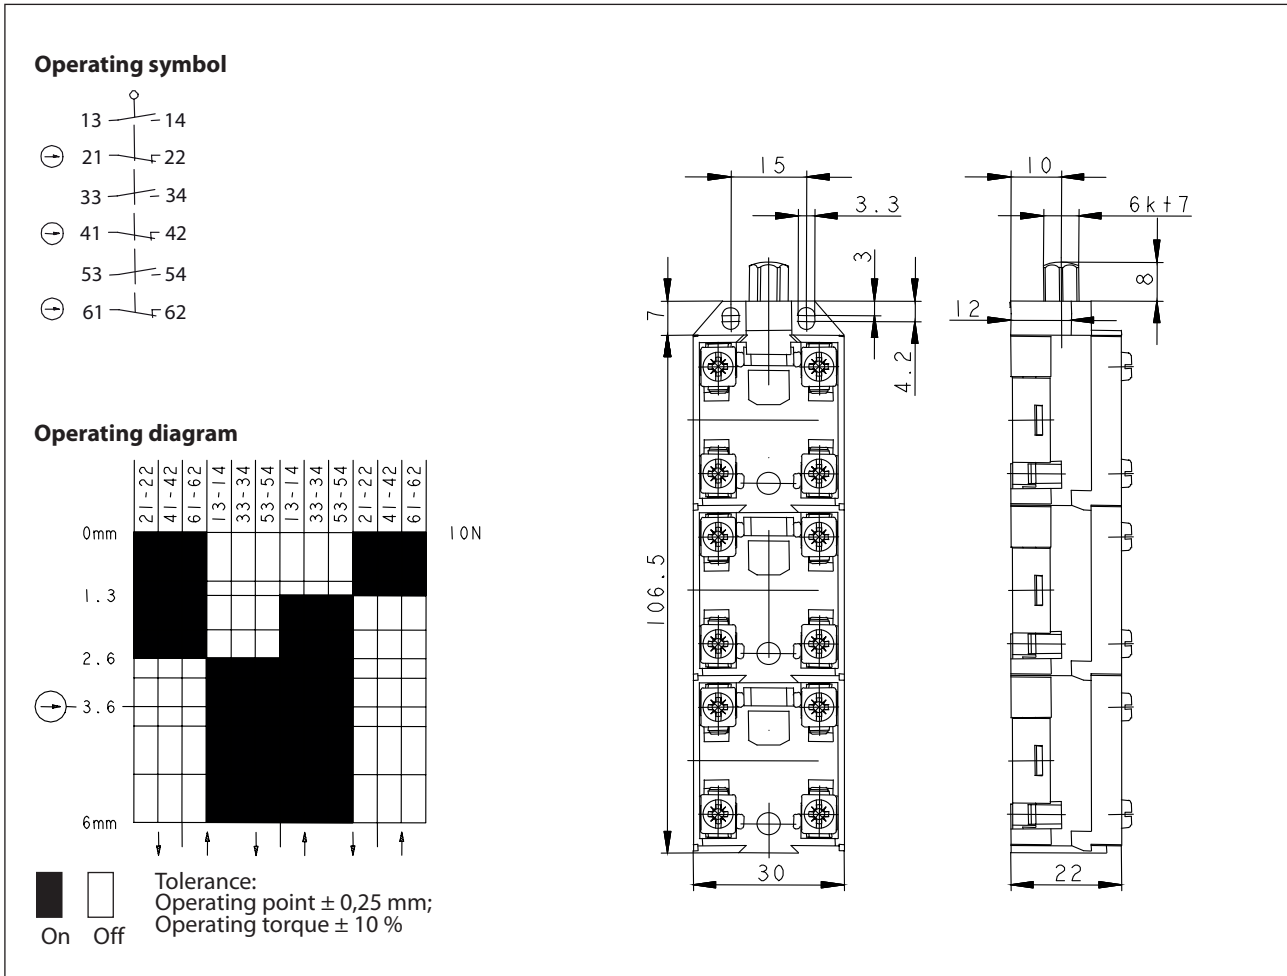 Operating symbol
13 14
21 22
33 34
41 42
53 54
61 62
Operating diagram
21-22 41-42 61-62 13-14 33-34 53-54 13-14 33-34 53-54 21-22 41-42 61-62
0mm 10N
1.3
2.6
3.6
6mm
On Off
Tolerance:
Operating point ± 0,25 mm;
Operating torque ± 10 %
15
3.3
3
7
4.2
106.5
30
10
6kt7
8
12
22